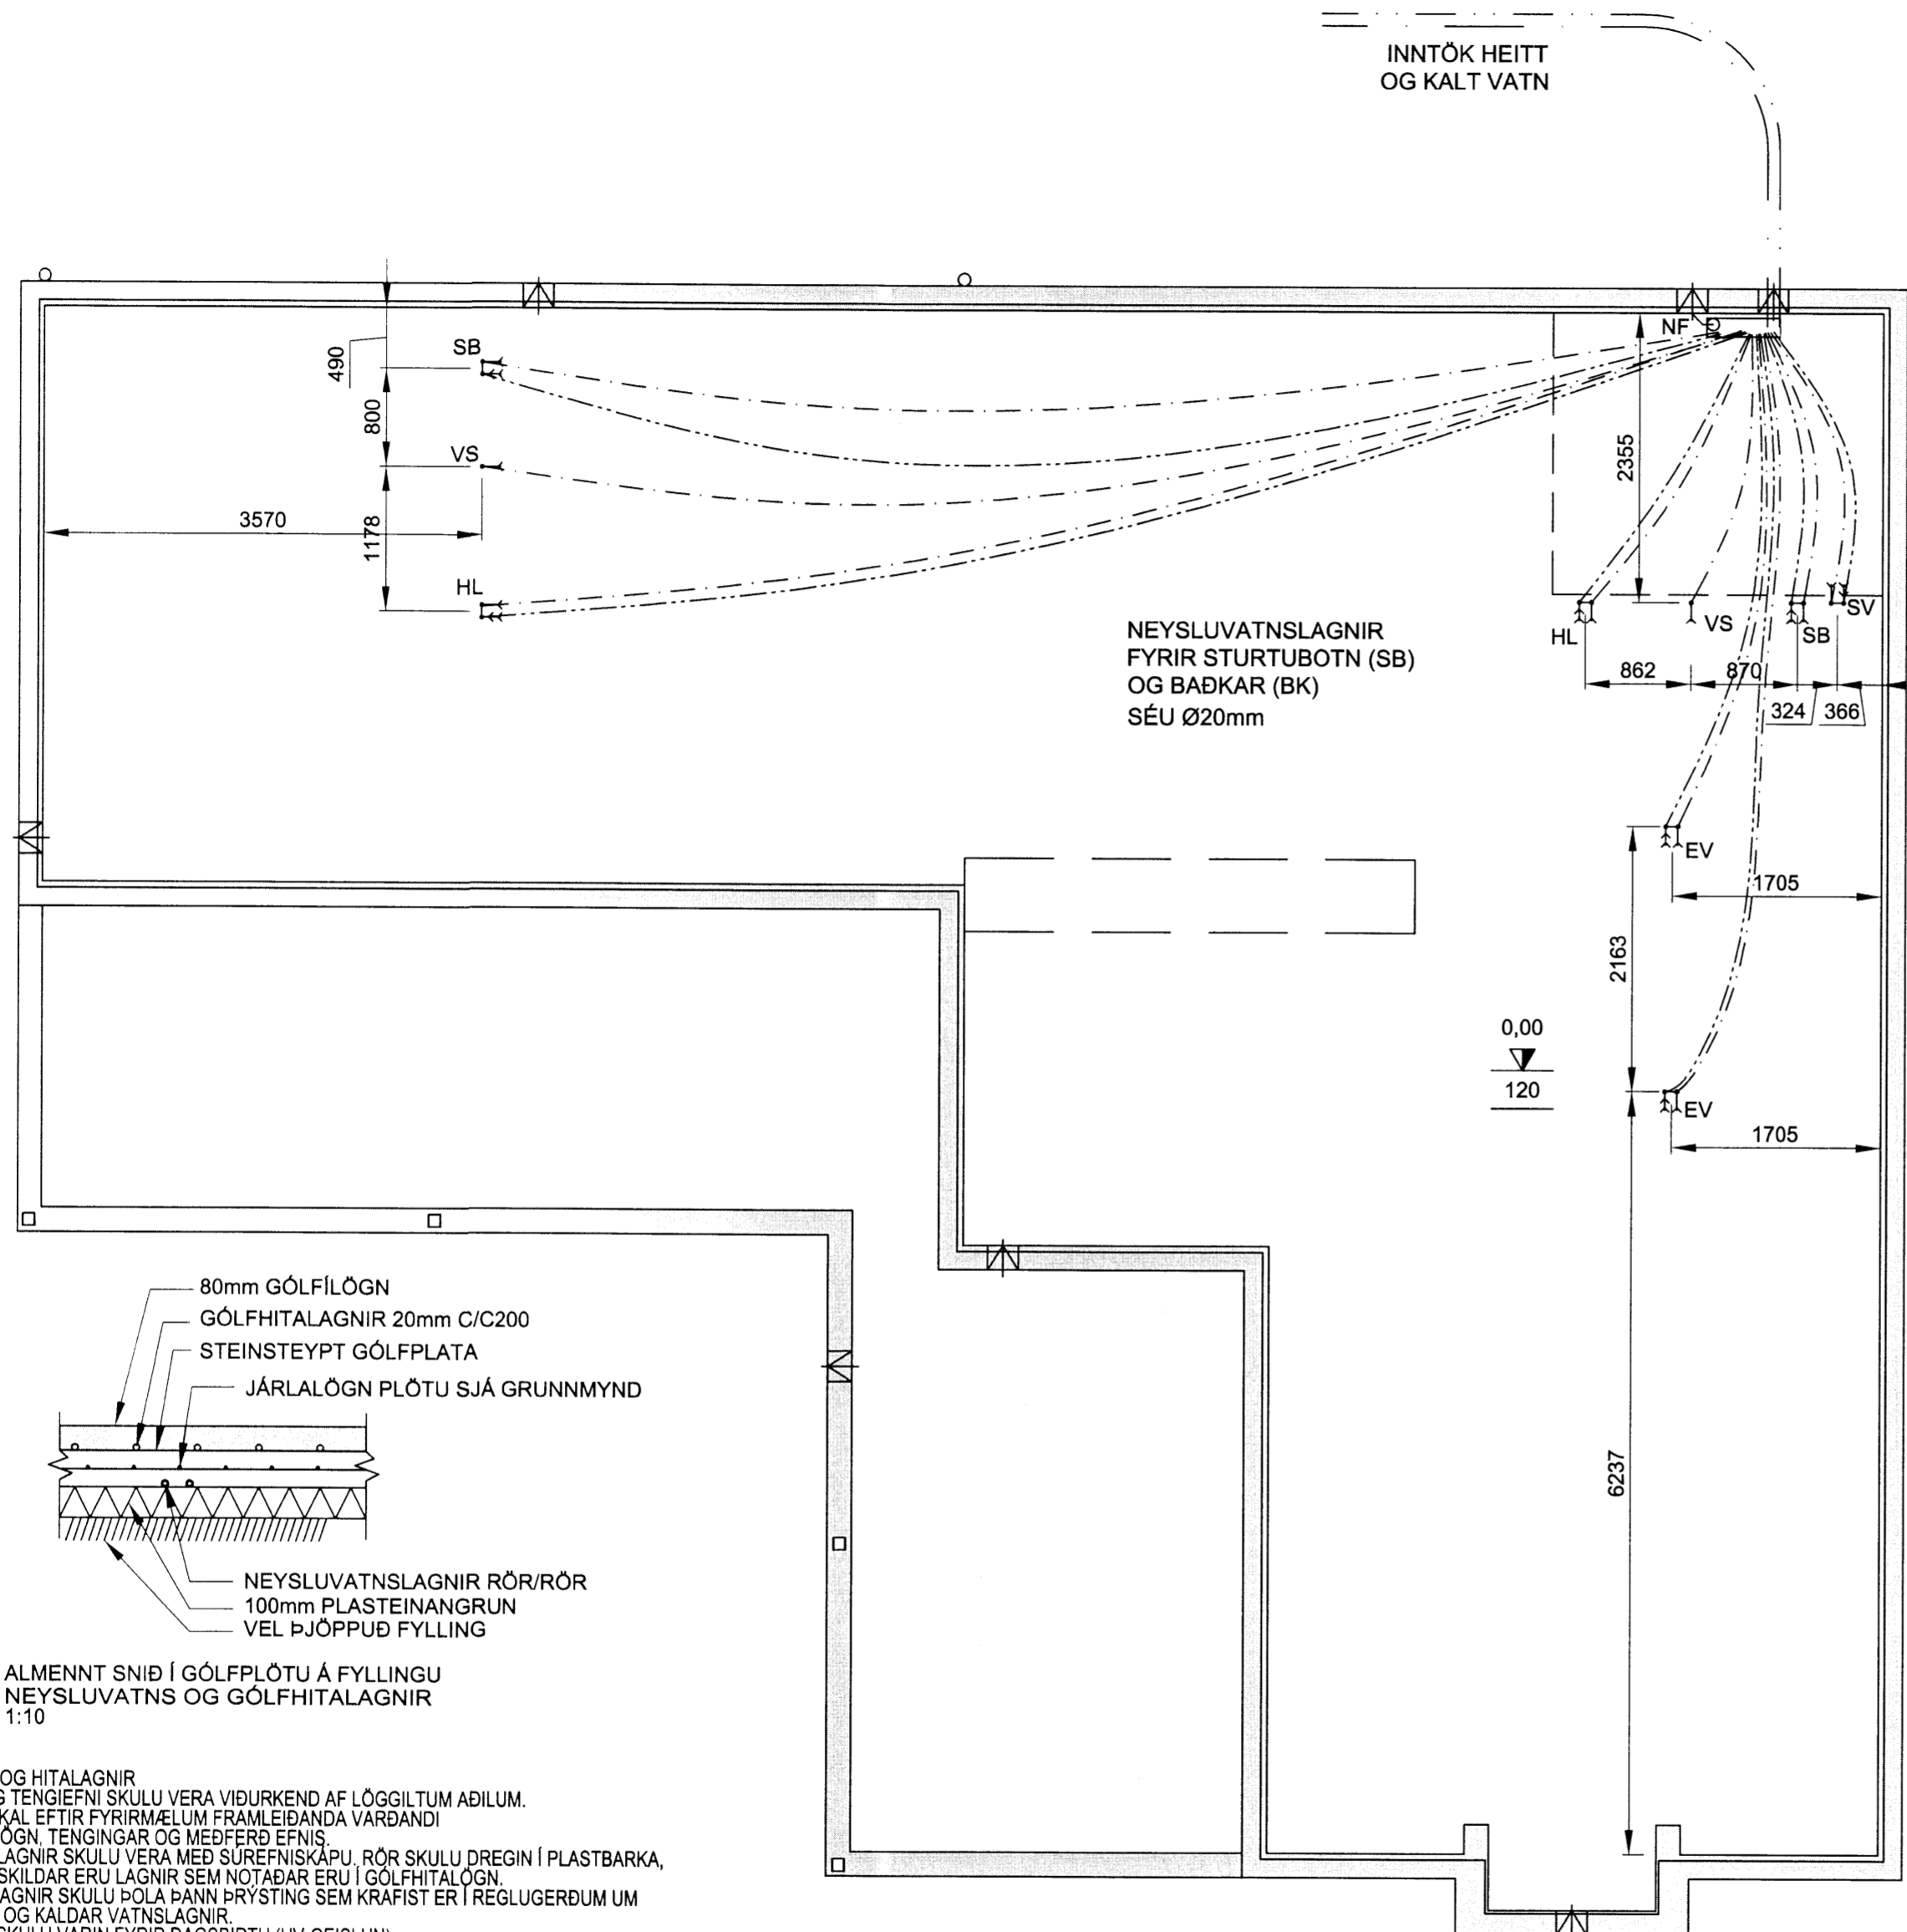 INNTÖK HEITT
OG KALT VATN
NF
SB
490
800
VS
2355
3570
1178
HL
SV
VS
SB
HL
NEYSLUVATNSLAGNIR
FYRIR STURTUBOTN (SB)
OG BAÐKAR (BK)
SÉU Ø20mm
862
870
324
366
EV
1705
2163
0,00
120
EV
1705
6237
80mm GÓLFÍLÖGN
GÓLFHITALAGNIR 20mm C/C200
STEINSTEYPT GÓLFPLATA
JÁRLALÖGN PLÖTU SJÁ GRUNNMYND
NEYSLUVATNSLAGNIR RÖR/RÖR
100mm PLASTEINANGRUN
VEL ÞJÖPPUÐ FYLLING
ALMENNT SNIÐ Í GÓLFPLÖTU Á FYLLINGU
NEYSLUVATNS OG GÓLFHITALAGNIR
1:10
OG HITALAGNIR
TENGIEFNI SKULU VERA VIÐURKEND AF LÖGGILTUM AÐILUM.
KAL EFTIR FYRIRMÆLUM FRAMLEIÐANDA VARÐANDI
ÖGN, TENGINGAR OG MEÐFERÐ EFNIS.
LAGNIR SKULU VERA MEÐ SÚREFNISKÁPU. RÖR SKULU DREGIN Í PLASTBARKA,
SKILDAR ERU LAGNIR SEM NOTAÐAR ERU Í GÓLFHITALÖGN.
AGNIR SKULU ÞOLA ÞANN ÞRÝSTING SEM KRAFIST ER Í REGLUGERÐUM UM
OG KALDAR VATNSLAGNIR.